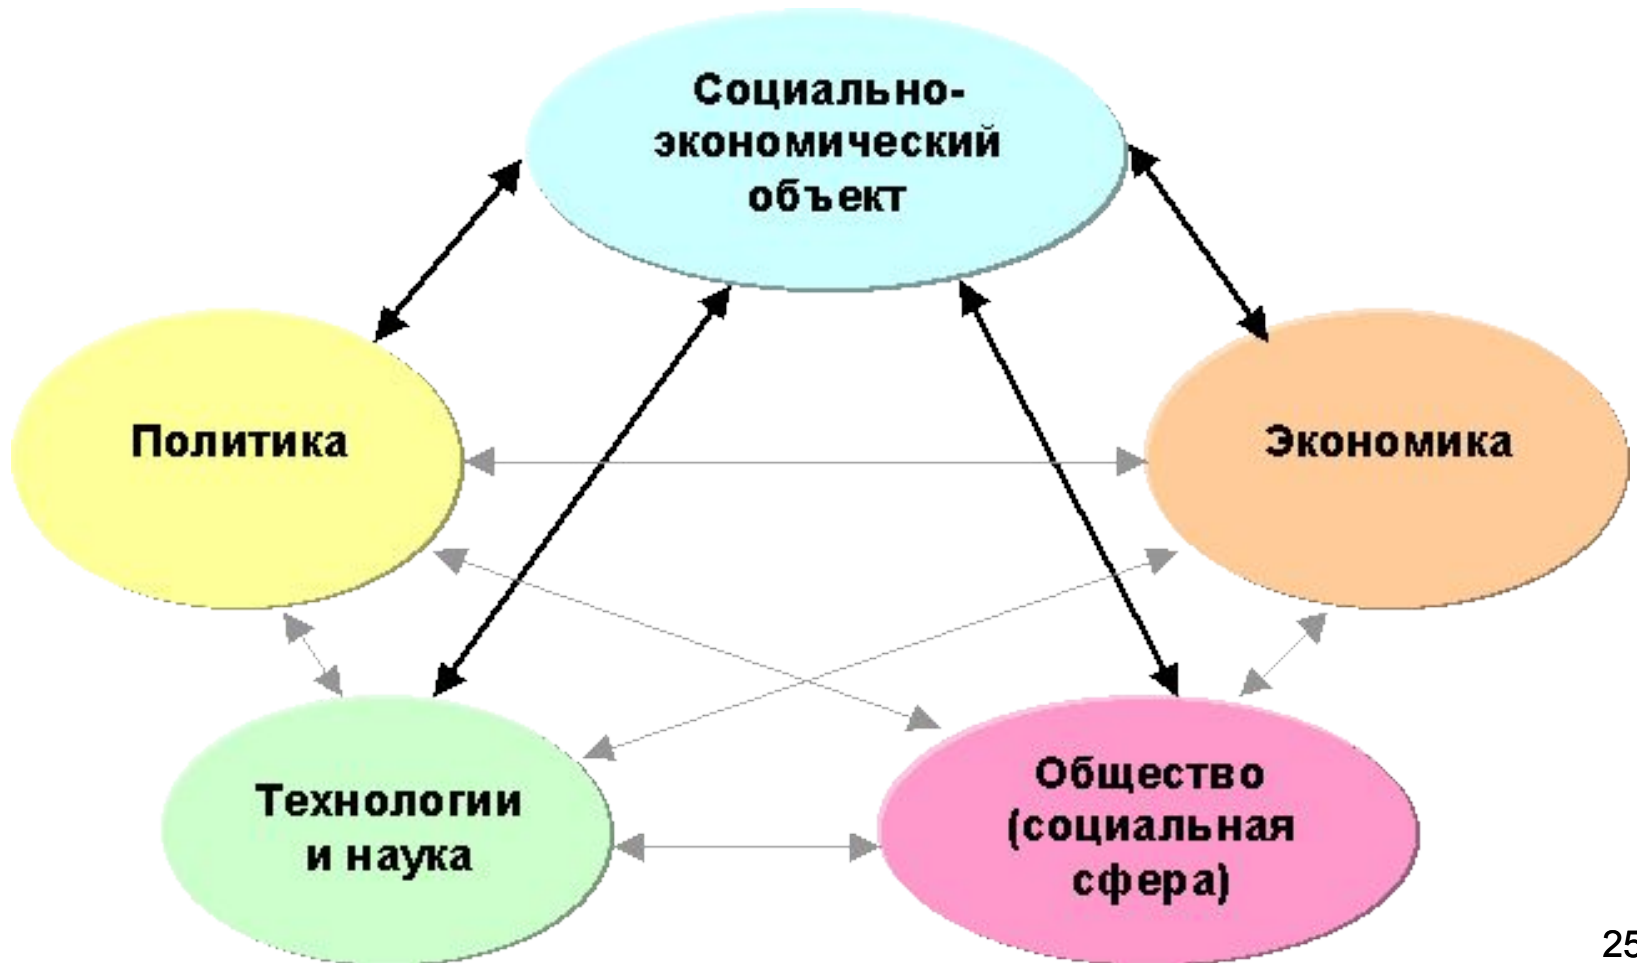 Социально-
экономический
объект
Политика
Экономика
Технологии
и наука
Общество
(социальная
сфера)
25